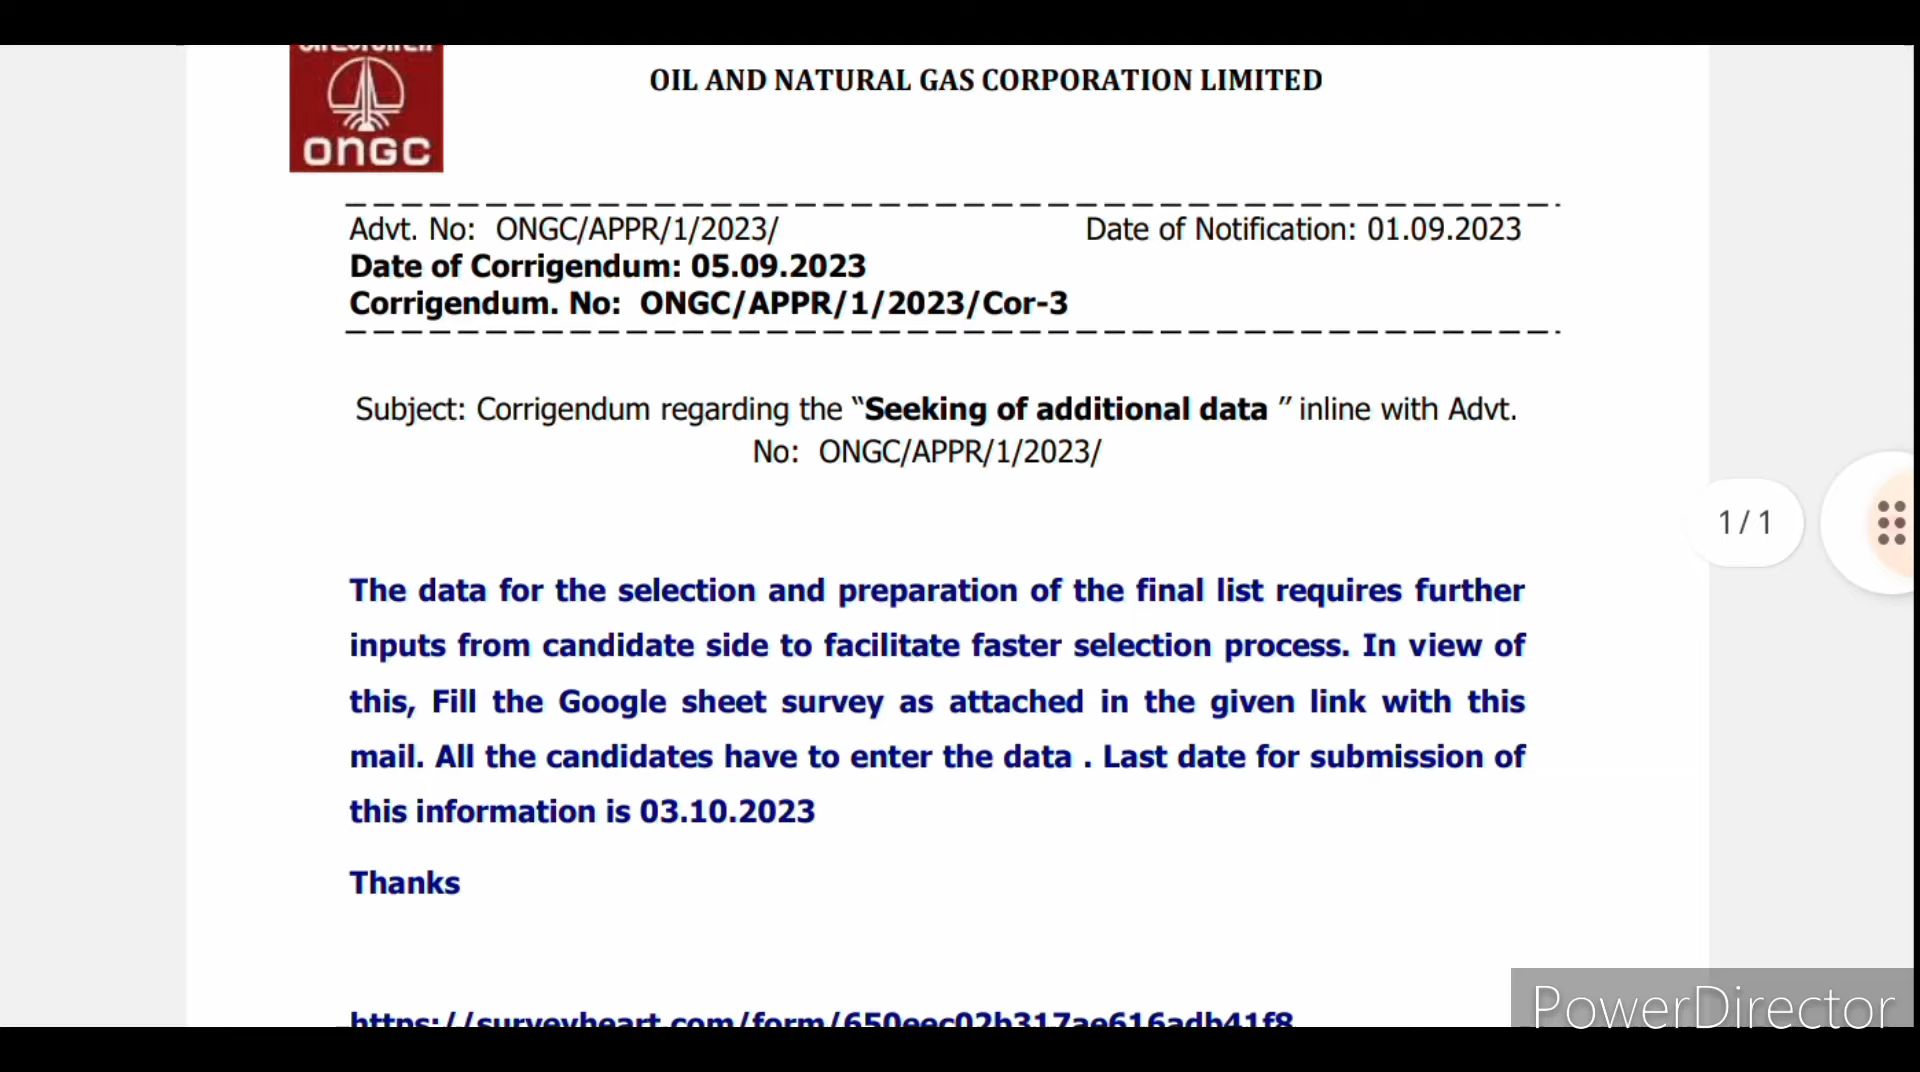 OIL AND NATURAL GAS CORPORATION LIMITED
ONGC
Advt. No: ONGC/APPR/1/2023/ Date of Notification: 01.09.2023
Date of Corrigendum: 05.09.2023
Corrigendum. No: ONGC/APPR/1/2023/Cor-3
Subject: Corrigendum regarding the “Seeking of additional data ” inline with Advt.
No: ONGC/APPR/1/2023/
1 / 1
The data for the selection and preparation of the final list requires further
inputs from candidate side to facilitate faster selection process. In view of
this, Fill the Google sheet survey as attached in the given link with this
mail. All the candidates have to enter the data . Last date for submission of
this information is 03.10.2023
Thanks
https://surveyheart.com/form/650eec02b317ae616adb41f8
PowerDirector